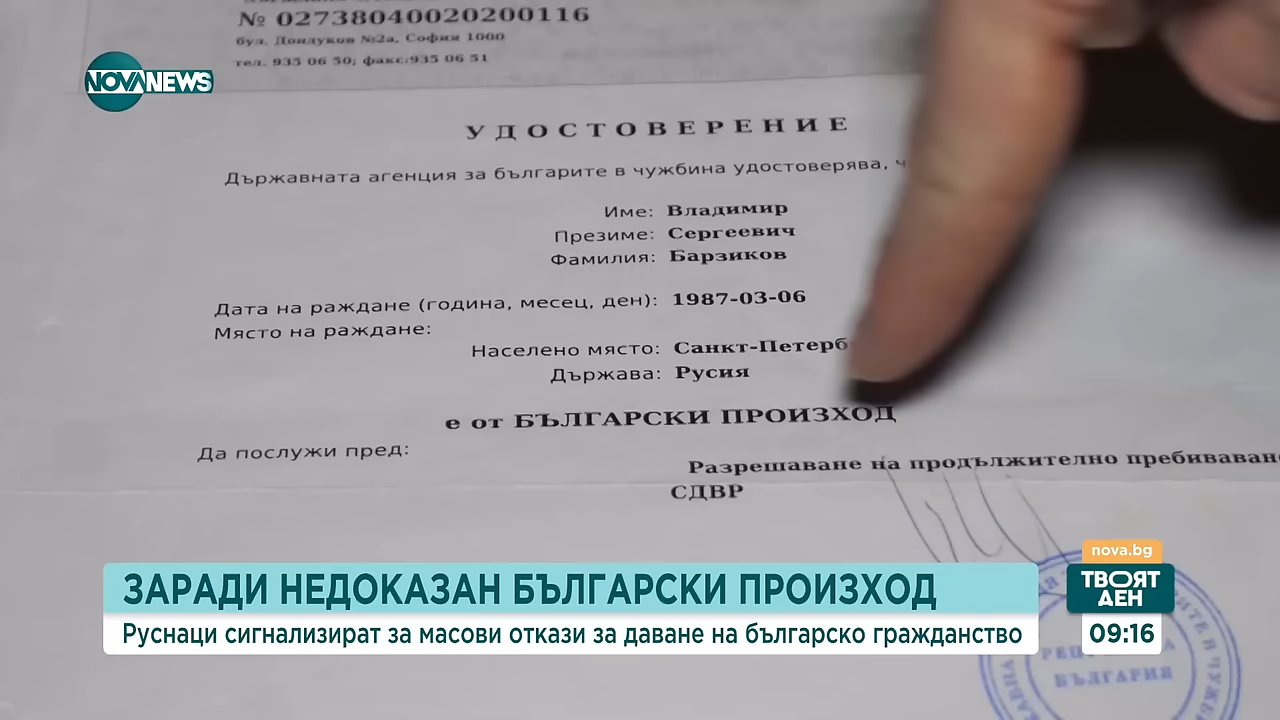 № 02738040020200116
бул. Дондуков №2а, София 1000
тел. 935 06 50; факс:935 06 51
NOVANEWS
УДОСТОВЕРЕНИЕ
Държавната агенция за българите в чужбина удостоверява, ч
Име: Владимир
Презиме: Сергеевич
Фамилия: Барзиков
Дата на раждане (година, месец, ден): 1987-03-06
Място на раждане:
Населено място: Санкт-Петерб
Държава: Русия
е от БЪЛГАРСКИ ПРОИЗХОД
Да послужи пред:
Разрешаване на продължително пребиваван
СДВР
nova.bg
ЗАРАДИ НЕДОКАЗАН БЪЛГАРСКИ ПРОИЗХОД
ТВОЯТ
ДЕН
Руснаци сигнализират за масови откази за даване на българско гражданство
09:16
БЪЛГАРИЯ